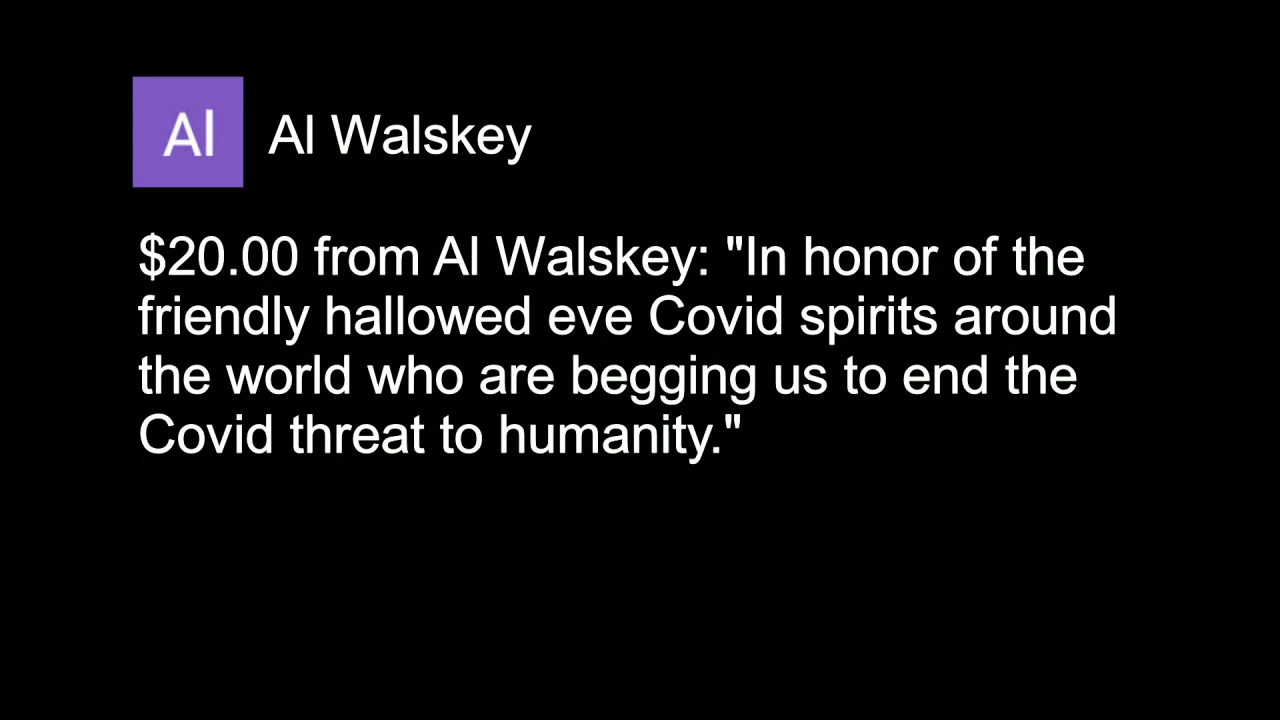 Al
Al Walskey
$20.00 from Al Walskey: "In honor of the
friendly hallowed eve Covid spirits around
the world who are begging us to end the
Covid threat to humanity."